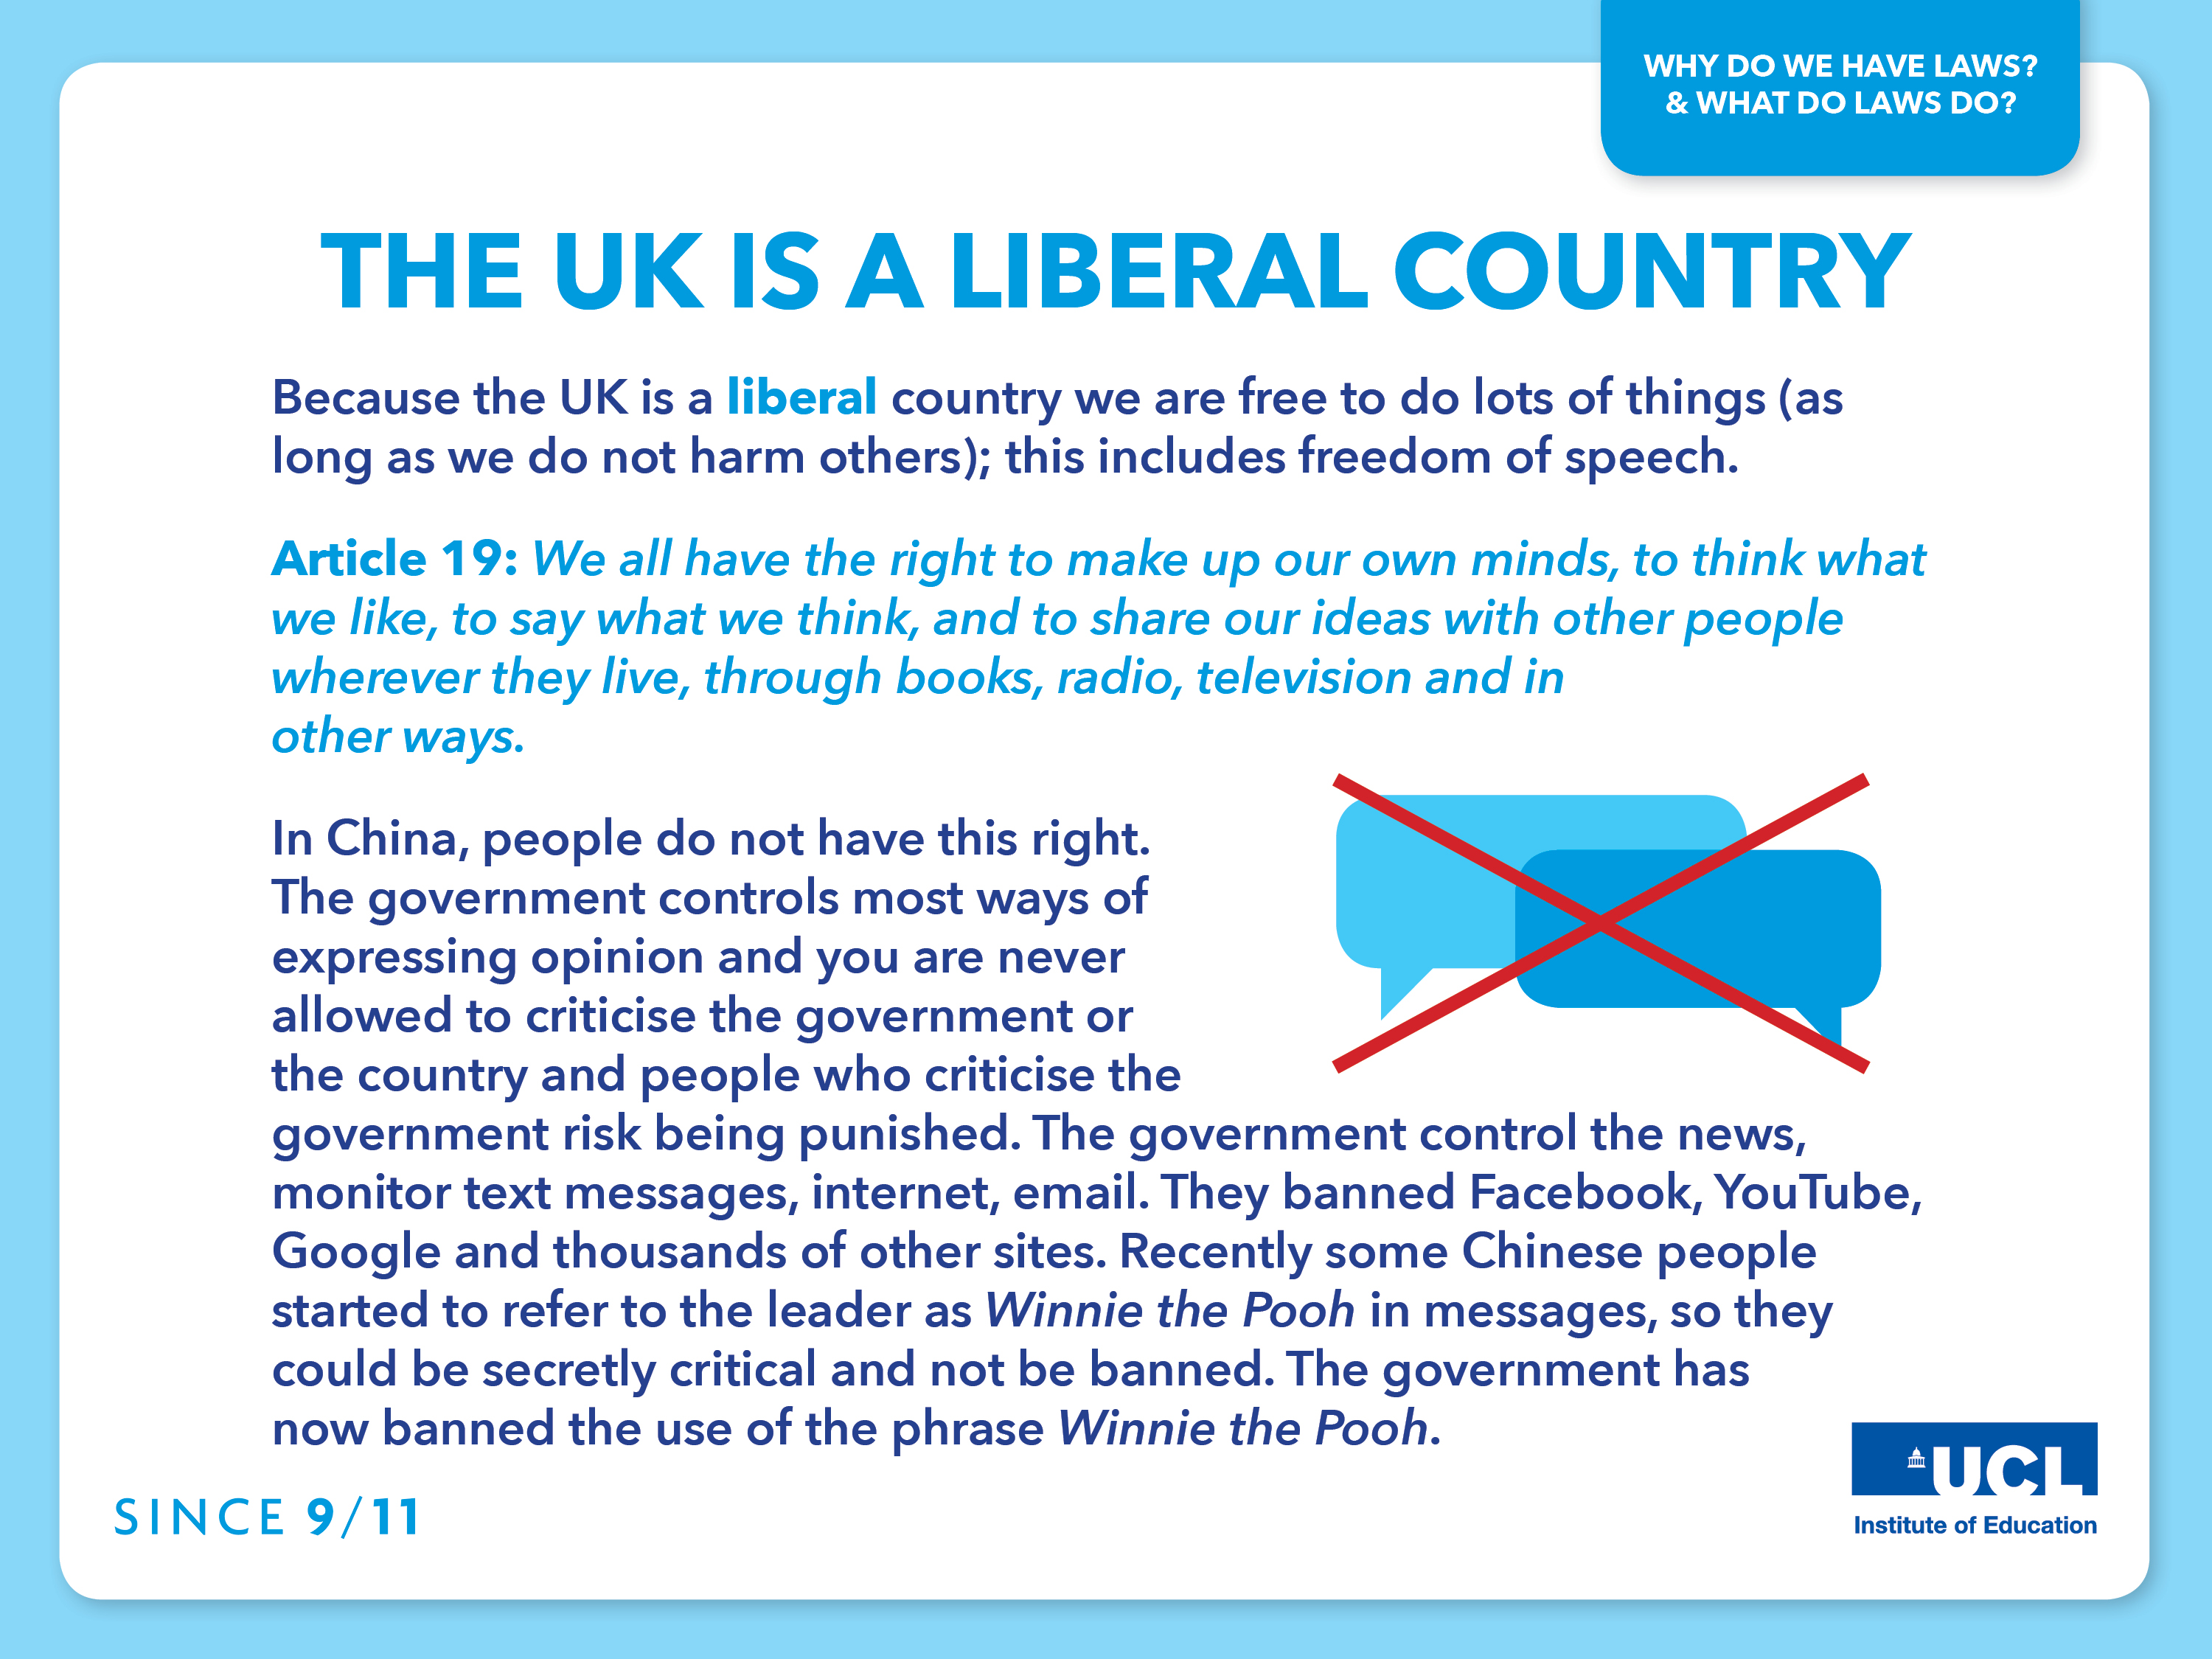 WHY DO WE HAVE LAWS?
& WHAT DO LAWS DO?
THE UK IS A LIBERAL COUNTRY
Because the UK is a liberal country we are free to do lots of things (as
long as we do not harm others); this includes freedom of speech.
Article 19: We all have the right to make up our own minds, to think what
we like, to say what we think, and to share our ideas with other people
wherever they live, through books, radio, television and in
other ways.
In China, people do not have this right.
The government controls most ways of
expressing opinion and you are never
allowed to criticise the government or
the country and people who criticise the
government risk being punished. The government control the news,
monitor text messages, internet, email. They banned Facebook, YouTube,
Google and thousands of other sites. Recently some Chinese people
started to refer to the leader as Winnie the Pooh in messages, so they
could be secretly critical and not be banned. The government has
now banned the use of the phrase Winnie the Pooh.
SINCE 9/11
UCL
Institute of Education